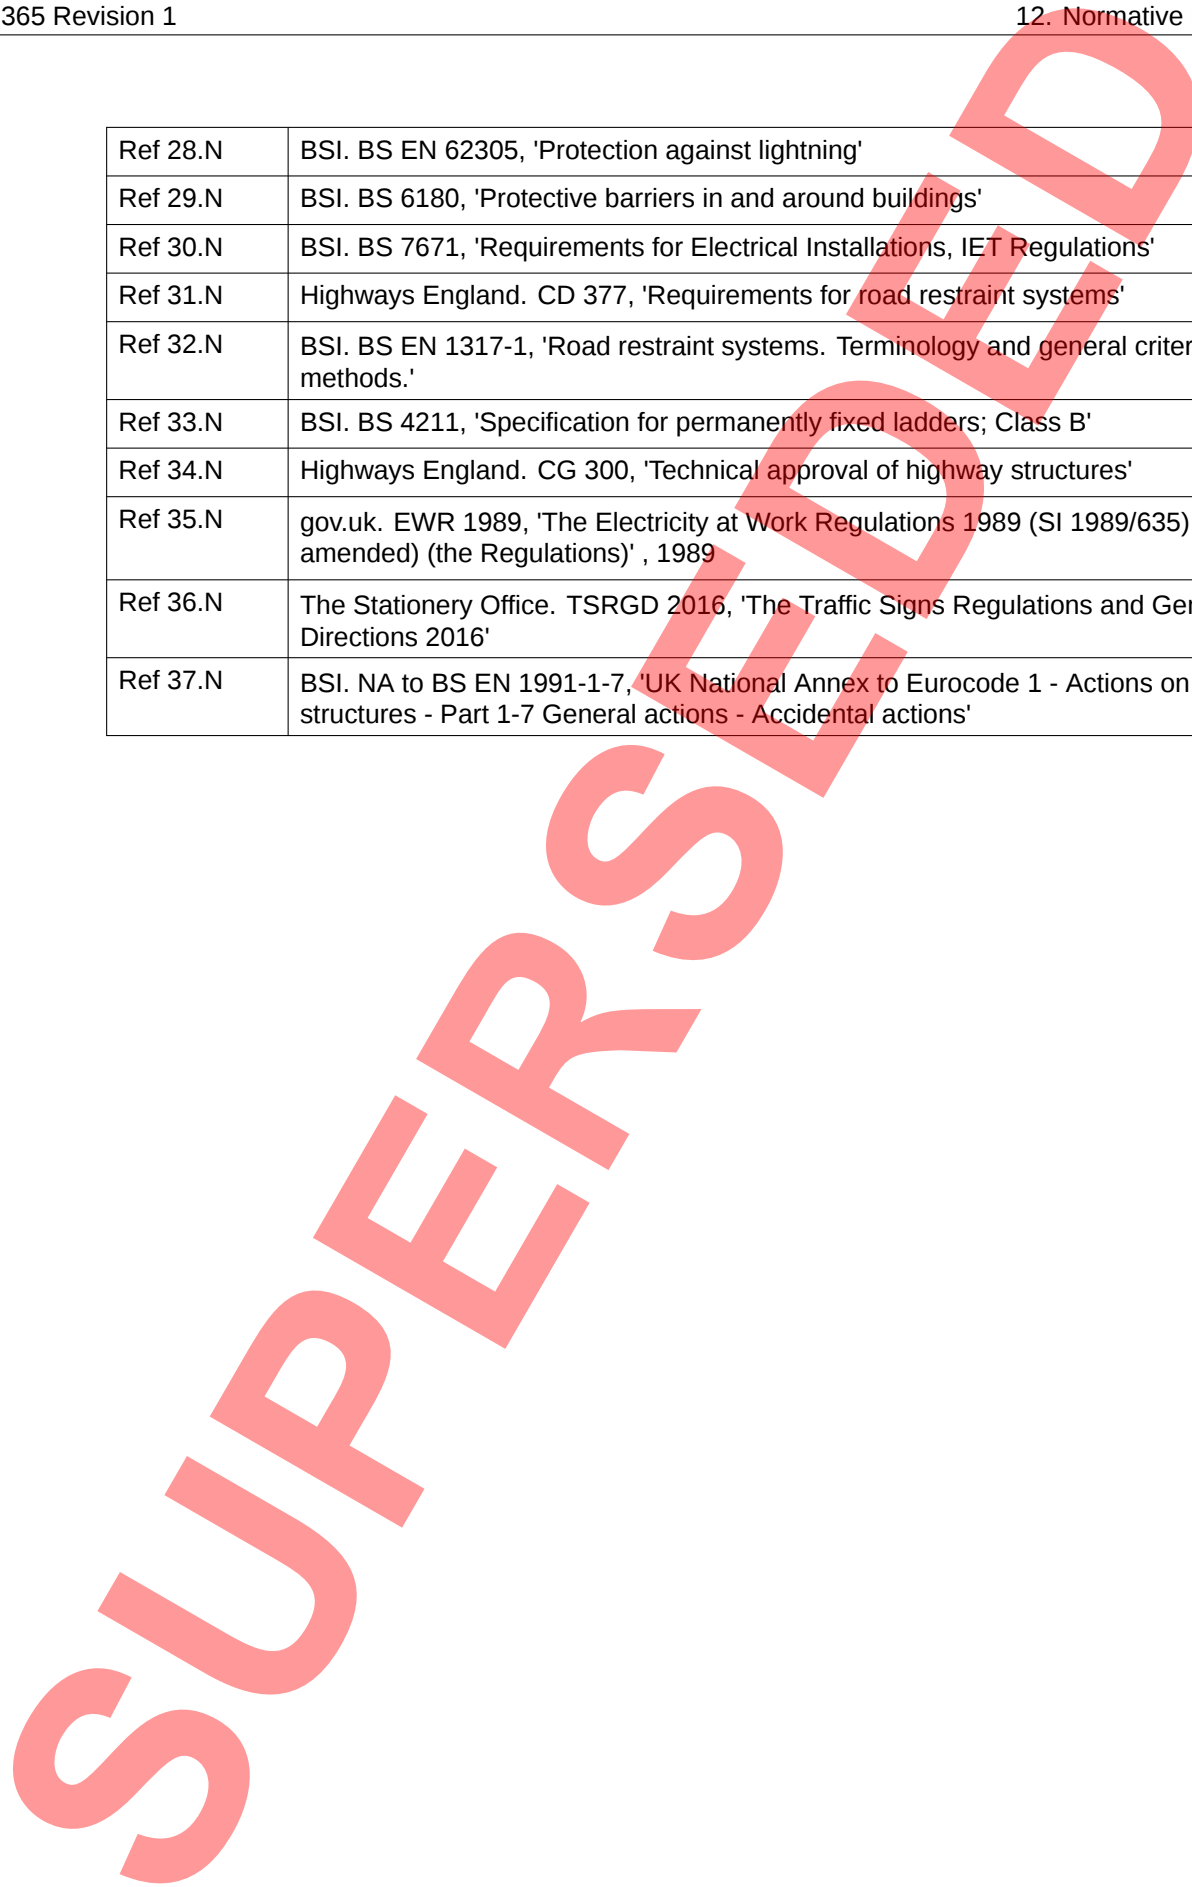 365 Revision 1 12. Normative
Ref 28.N BSI. BS EN 62305, 'Protection against lightning'
Ref 29.N BSI. BS 6180, 'Protective barriers in and around buildings'
Ref 30.N BSI. BS 7671, 'Requirements for Electrical Installations, IET Regulations'
Ref 31.N Highways England. CD 377, 'Requirements for road restraint systems'
Ref 32.N BSI. BS EN 1317-1, 'Road restraint systems. Terminology and general criter
methods.'
Ref 33.N BSI. BS 4211, 'Specification for permanently fixed ladders; Class B'
Ref 34.N Highways England. CG 300, 'Technical approval of highway structures'
Ref 35.N gov.uk. EWR 1989, 'The Electricity at Work Regulations 1989 (SI 1989/635)
amended) (the Regulations)' , 1989
Ref 36.N The Stationery Office. TSRGD 2016, 'The Traffic Signs Regulations and Ger
Directions 2016'
Ref 37.N BSI. NA to BS EN 1991-1-7, 'UK National Annex to Eurocode 1 - Actions on
structures - Part 1-7 General actions - Accidental actions'
SUPERSEDED